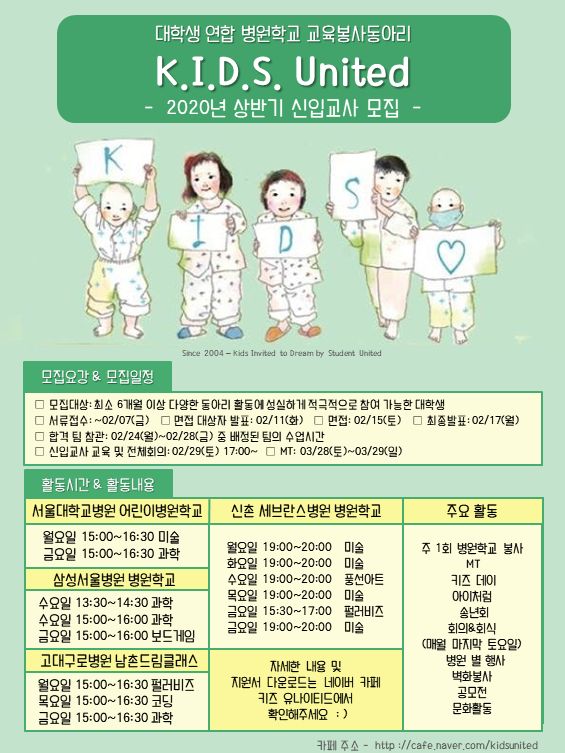 대학생 연합 병원학교 교육봉사동아리
K.I.D.S. United
- 2020년 상반기 신입교사 모집 -
K I D S ♡
Since 2004 – Kids Invited to Dream by Student United
모집요강 & 모집일정
□ 모집대상: 최소 6개월 이상 다양한 동아리 활동에 성실하게 적극적으로 참여 가능한 대학생
□ 서류접수: ~02/07(금) □ 면접 대상자 발표: 02/11(화) □ 면접: 02/15(토) □ 최종발표: 02/17(월)
□ 합격 팀 참관: 02/24(월)~02/28(금) 중 배정된 팀의 수업시간
□ 신입교사 교육 및 전체회의: 02/29(토) 17:00~ □ MT: 03/28(토)~03/29(일)
활동시간 & 활동내용
서울대학교병원 어린이병원학교
월요일 15:00~16:30 미술
금요일 15:00~16:30 과학
삼성서울병원 병원학교
수요일 13:30~14:30 과학
수요일 15:00~16:00 과학
금요일 15:00~16:00 보드게임
고대구로병원 남촌드림클래스
월요일 15:00~16:30 펄러비즈
목요일 15:00~16:30 코딩
금요일 15:00~16:30 과학
신촌 세브란스병원 병원학교
월요일 19:00~20:00 미술
화요일 19:00~20:00 미술
수요일 19:00~20:00 풍선아트
목요일 19:00~20:00 미술
금요일 15:30~17:00 펄러비즈
금요일 19:00~20:00 미술
자세한 내용 및
지원서 다운로드는 네이버 카페
키즈 유나이티드에서
확인해주세요 : )
주요 활동
주 1회 병원학교 봉사
MT
키즈 데이
아이처럼
송년회
회의&회식
(매월 마지막 토요일)
병원 별 행사
벽화봉사
공모전
문화활동
카페 주소 - http://cafe.naver.com/kidsunited